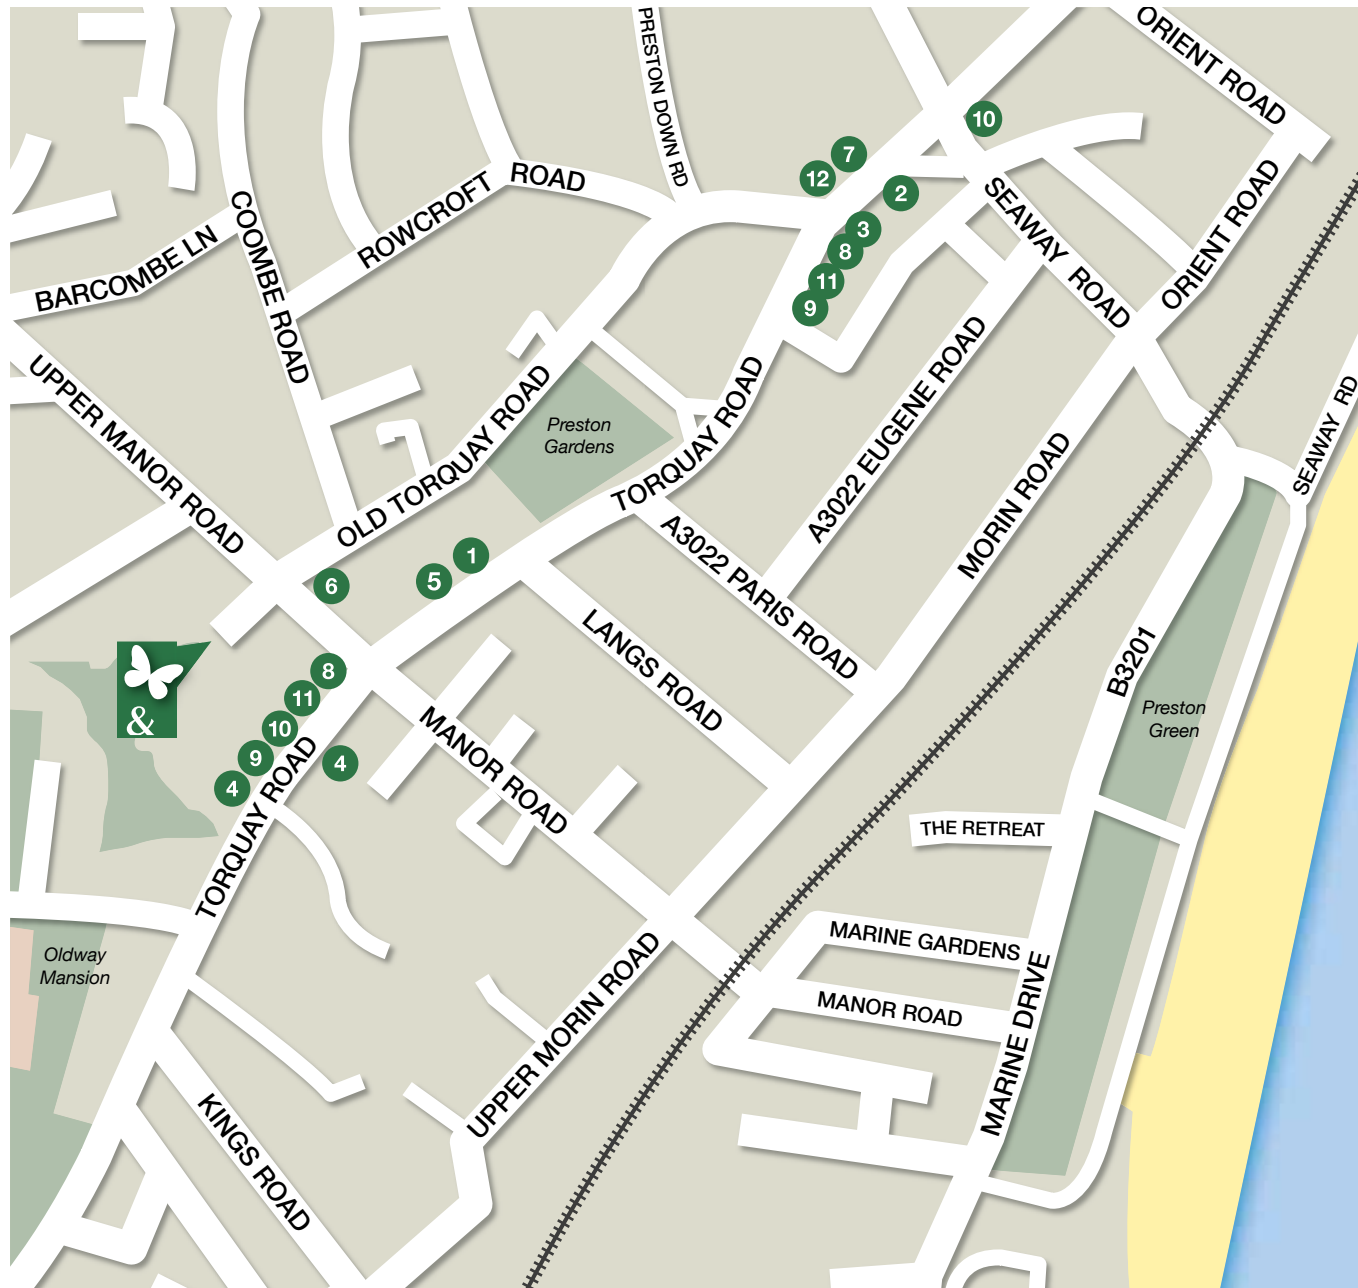 ORIENT ROAD
PRESTON DOWN RD
10
7
12
2
ROAD
ROWCROFT
SEAWAY ROAD
ORIENT ROAD
3
8
11
9
BARCOMBE LN
COOMBE ROAD
UPPER MANOR ROAD
OLD TORQUAY ROAD
Preston
Gardens
TORQUAY ROAD
A3022 EUGENE ROAD
SEAWAY RD
MORIN ROAD
A3022 PARIS ROAD
1
5
6
LANGS ROAD
B3201
Preston
Green
&
8
11
10
9
4
4
MANOR ROAD
TORQUAY ROAD
THE RETREAT
Oldway
Mansion
MARINE GARDENS
MANOR ROAD
MARINE DRIVE
UPPER MORIN ROAD
KINGS ROAD